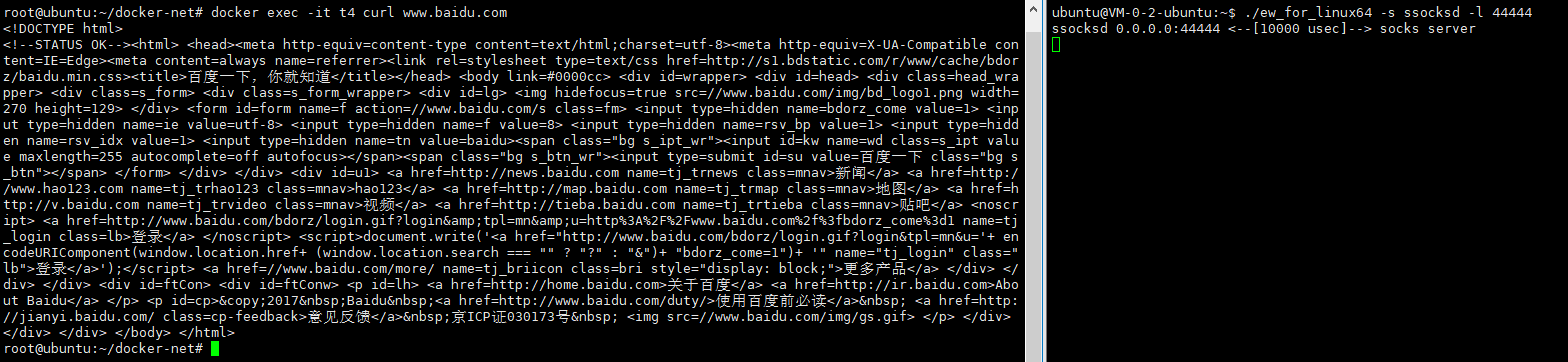 root@ubuntu:~/docker-net# docker exec -it t4 curl www.baidu.com
<!DOCTYPE html>
<!--STATUS OK--><html> <head><meta http-equiv=content-type content=text/html;charset=utf-8><meta http-equiv=X-UA-Compatible con
tent=IE=Edge><meta content=always name=referrer><link rel=stylesheet type=text/css href=http://s1.bdstatic.com/r/www/cache/bdor
z/baidu.min.css><title>百度一下，你就知道</title></head> <body link=#0000cc> <div id=wrapper> <div id=head> <div class=head_wra
pper> <div class=s_form> <div class=s_form_wrapper> <div id=lg> <img hidefocus=true src=//www.baidu.com/img/bd_logo1.png width=
270 height=129> </div> <form id=form name=f action=//www.baidu.com/s class=fm> <input type=hidden name=bdorz_come value=1> <inp
ut type=hidden name=ie value=utf-8> <input type=hidden name=f value=8> <input type=hidden name=rsv_bp value=1> <input type=hidd
en name=rsv_idx value=1> <input type=hidden name=tn value=baidu><span class="bg s_ipt_wr"><input id=kw name=wd class=s_ipt valu
e maxlength=255 autocomplete=off autofocus></span><span class="bg s_btn_wr"><input type=submit id=su value=百度一下 class="bg s
_btn"></span> </form> </div> </div> <div id=u1> <a href=http://news.baidu.com name=tj_trnews class=mnav>新闻</a> <a href=http:/
/www.hao123.com name=tj_trhao123 class=mnav>hao123</a> <a href=http://map.baidu.com name=tj_trmap class=mnav>地图</a> <a href=h
ttp://v.baidu.com name=tj_trvideo class=mnav>视频</a> <a href=http://tieba.baidu.com name=tj_trtieba class=mnav>贴吧</a> <noscr
ipt> <a href=http://www.baidu.com/bdorz/login.gif?login&amp;tpl=mn&amp;u=http%3A%2F%2Fwww.baidu.com%2f%3fbdorz_come%3d1 name=tj
_login class=lb>登录</a> </noscript> <script>document.write('<a href="http://www.baidu.com/bdorz/login.gif?login&tpl=mn&u='+ en
codeURIComponent(window.location.href+ (window.location.search === "" ? "?" : "&")+ "bdorz_come=1")+ '" name="tj_login" class="
lb">登录</a>');</script> <a href=//www.baidu.com/more/ name=tj_briicon class=bri style="display: block;">更多产品</a> </div> </
div> </div> <div id=ftCon> <div id=ftConw> <p id=lh> <a href=http://home.baidu.com>关于百度</a> <a href=http://ir.baidu.com>Abo
ut Baidu</a> </p> <p id=cp>&copy;2017&nbsp;Baidu&nbsp;<a href=http://www.baidu.com/duty/>使用百度前必读</a>&nbsp; <a href=http:
//jianyi.baidu.com/ class=cp-feedback>意见反馈</a>&nbsp;京ICP证030173号&nbsp; <img src=//www.baidu.com/img/gs.gif> </p> </div>
</div> </div> </body> </html>
root@ubuntu:~/docker-net#
ubuntu@VM-0-2-ubuntu:~$ ./ew_for_linux64 -s ssocksd -l 44444
ssocksd 0.0.0.0:44444 <--[10000 usec]--> socks server